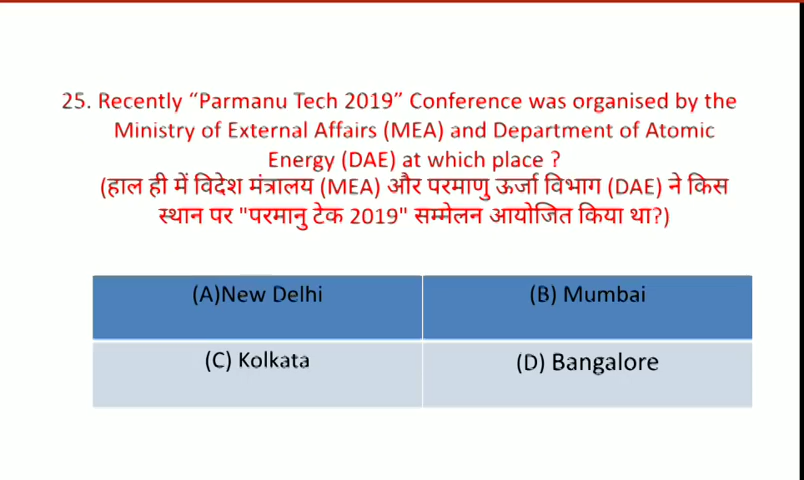 25. Recently “Parmanu Tech 2019” Conference was organised by the
Ministry of External Affairs (MEA) and Department of Atomic
Energy (DAE) at which place ?
(हाल ही में विदेश मंत्रालय (MEA) और परमाणु ऊर्जा विभाग (DAE) ने किस
स्थान पर "परमानु टेक 2019" सम्मेलन आयोजित किया था?)
(A)New Delhi
(B) Mumbai
(C) Kolkata
(D) Bangalore